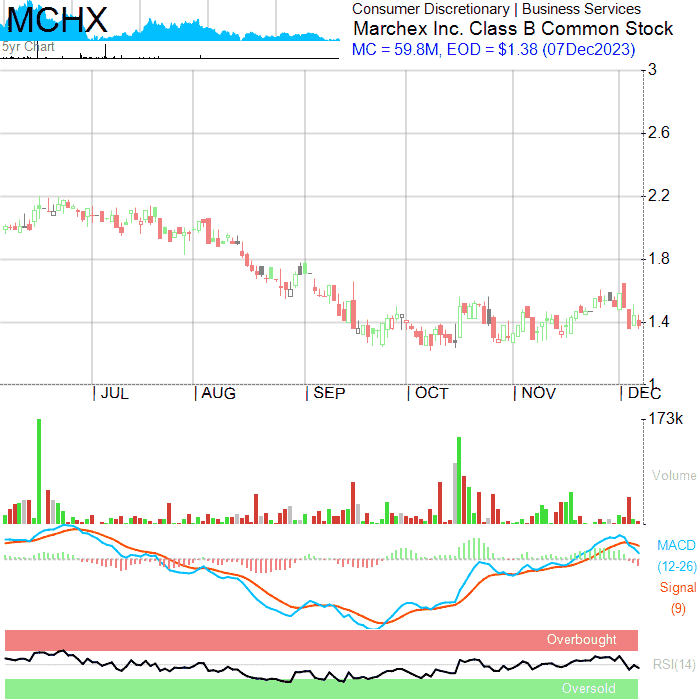 MCHX
5yr Chart
Consumer Discretionary | Business Services
Marchex Inc. Class B Common Stock
MC = 59.8M, EOD = $1.38 (07Dec2023)
3
2.6
2.2
1.8
1.4
1
| JUL | AUG | SEP | OCT | NOV | DEC
173k
Volume
MACD
(12-26)
Signal
(9)
Overbought
RSI(14)
Oversold